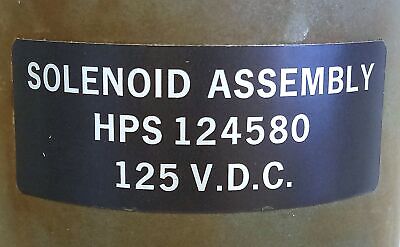 SOLENOID ASSEMBLY
HPS 124580
125 V.D.C.